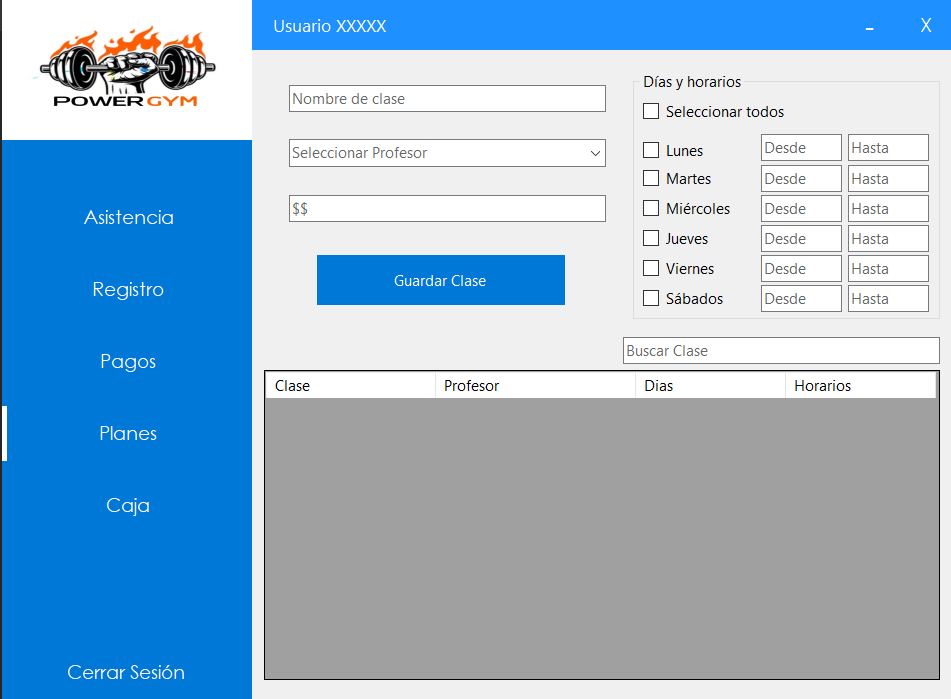 POWERGYM
Usuario XXXXX
_ X
Asistencia
Registro
Pagos
Planes
Caja
Cerrar Sesión
Nombre de clase
Seleccionar Profesor
$$
Guardar Clase
Días y horarios
Seleccionar todos
Lunes Desde Hasta
Martes Desde Hasta
Miércoles Desde Hasta
Jueves Desde Hasta
Viernes Desde Hasta
Sábados Desde Hasta
Buscar Clase
Clase Profesor Dias Horarios